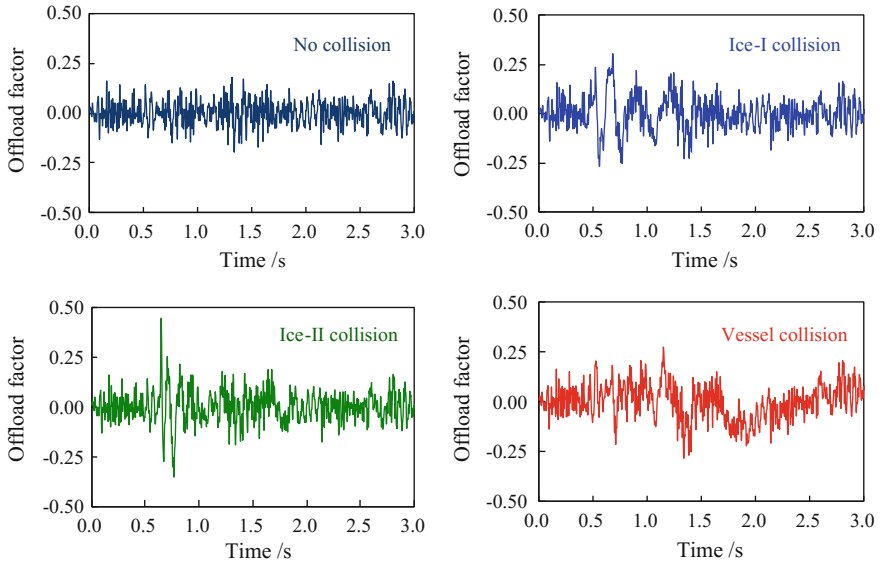 0.50
0.25
0.00
-0.25
-0.50
Offload factor
No collision
0.0 0.5 1.0 1.5 2.0 2.5 3.0
Time /s
0.50
0.25
0.00
-0.25
-0.50
Offload factor
Ice-I collision
0.0 0.5 1.0 1.5 2.0 2.5 3.0
Time /s
0.50
0.25
0.00
-0.25
-0.50
Offload factor
Ice-II collision
0.0 0.5 1.0 1.5 2.0 2.5 3.0
Time /s
0.50
0.25
0.00
-0.25
-0.50
Offload factor
Vessel collision
0.0 0.5 1.0 1.5 2.0 2.5 3.0
Time /s